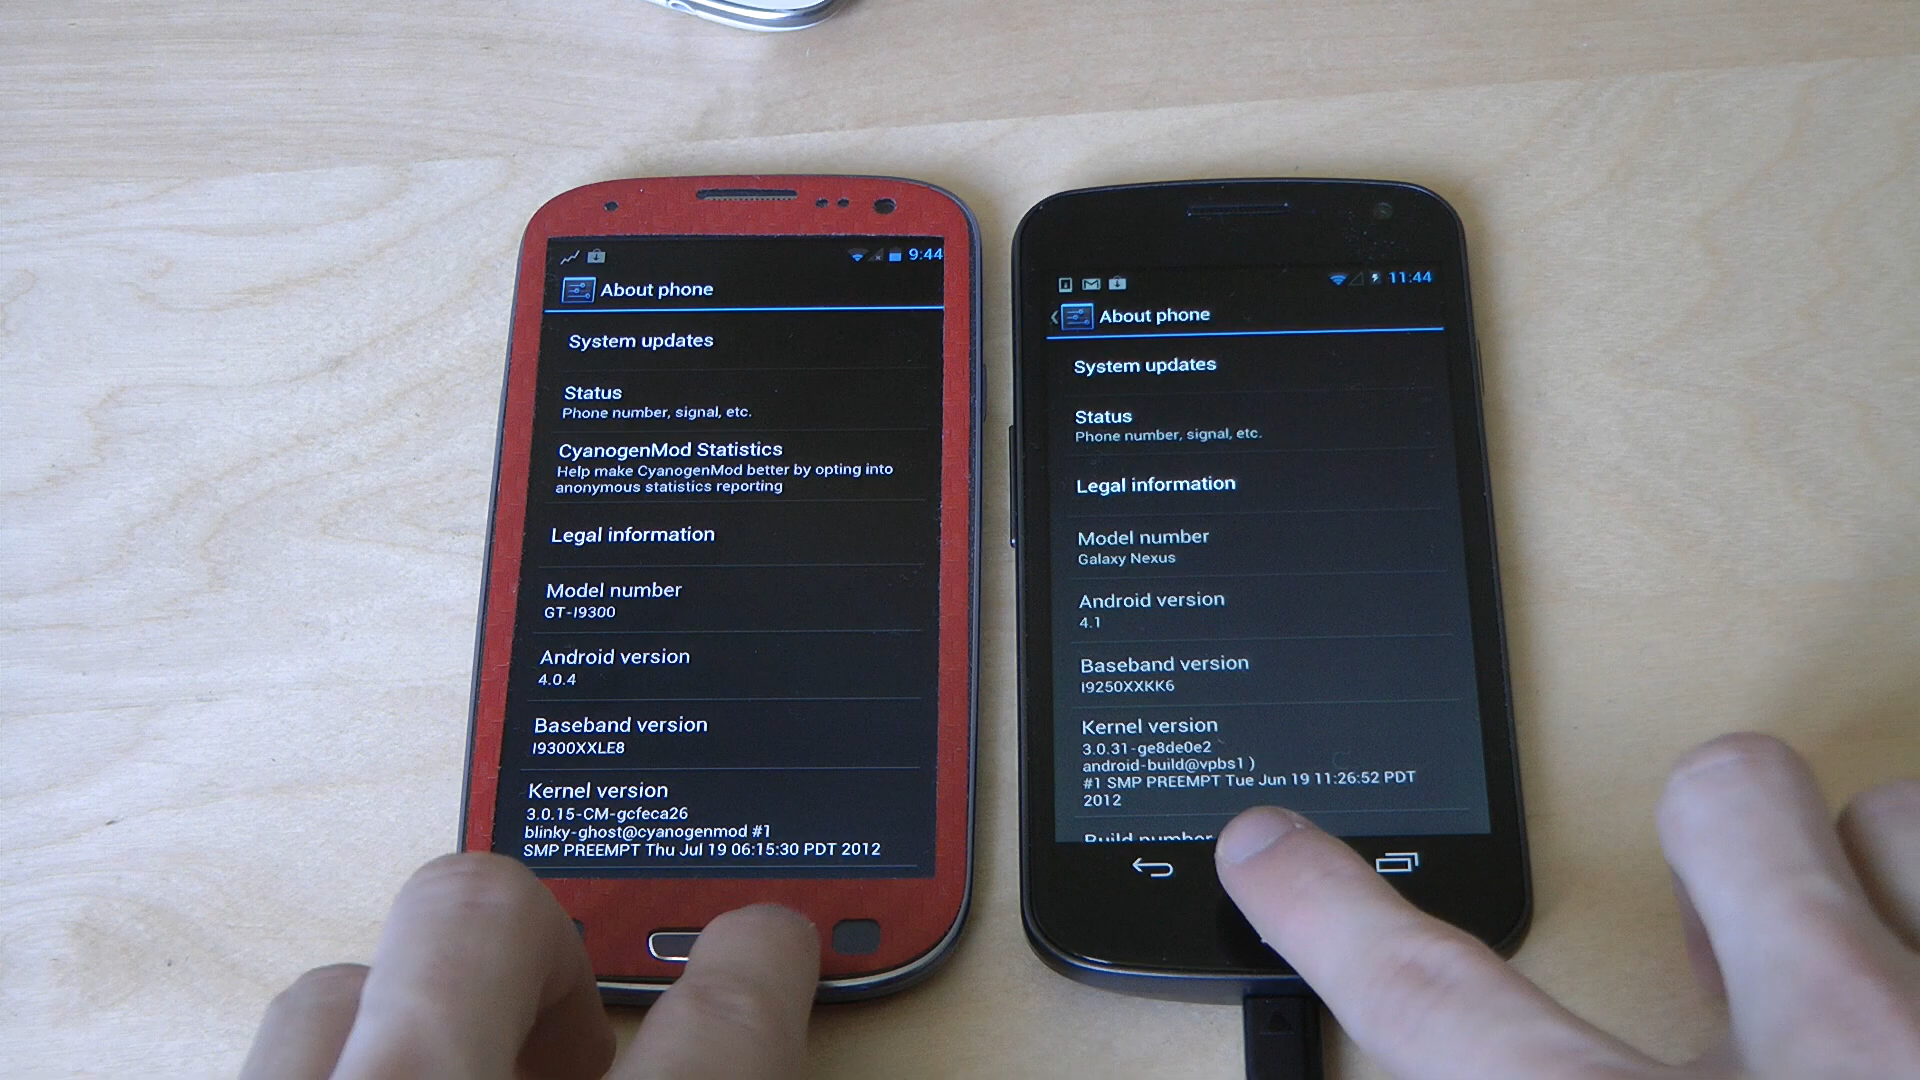 9:44
About phone
System updates
Status
Phone number, signal, etc.
CyanogenMod Statistics
Help make CyanogenMod better by opting into
anonymous statistics reporting
Legal information
Model number
GT-I9300
Android version
4.0.4
Baseband version
I9300XXLE8
Kernel version
3.0.15-CM-gcfeca26
blinky-ghost@cyanogenmod #1
SMP PREEMPT Thu Jul 19 06:15:30 PDT 2012
11:44
About phone
System updates
Status
Phone number, signal, etc.
Legal information
Model number
Galaxy Nexus
Android version
4.1
Baseband version
I9250XXKK6
Kernel version
3.0.31-ge8de0e2
android-build@vpbs1 )
#1 SMP PREEMPT Tue Jun 19 11:26:52 PDT
2012
Build number